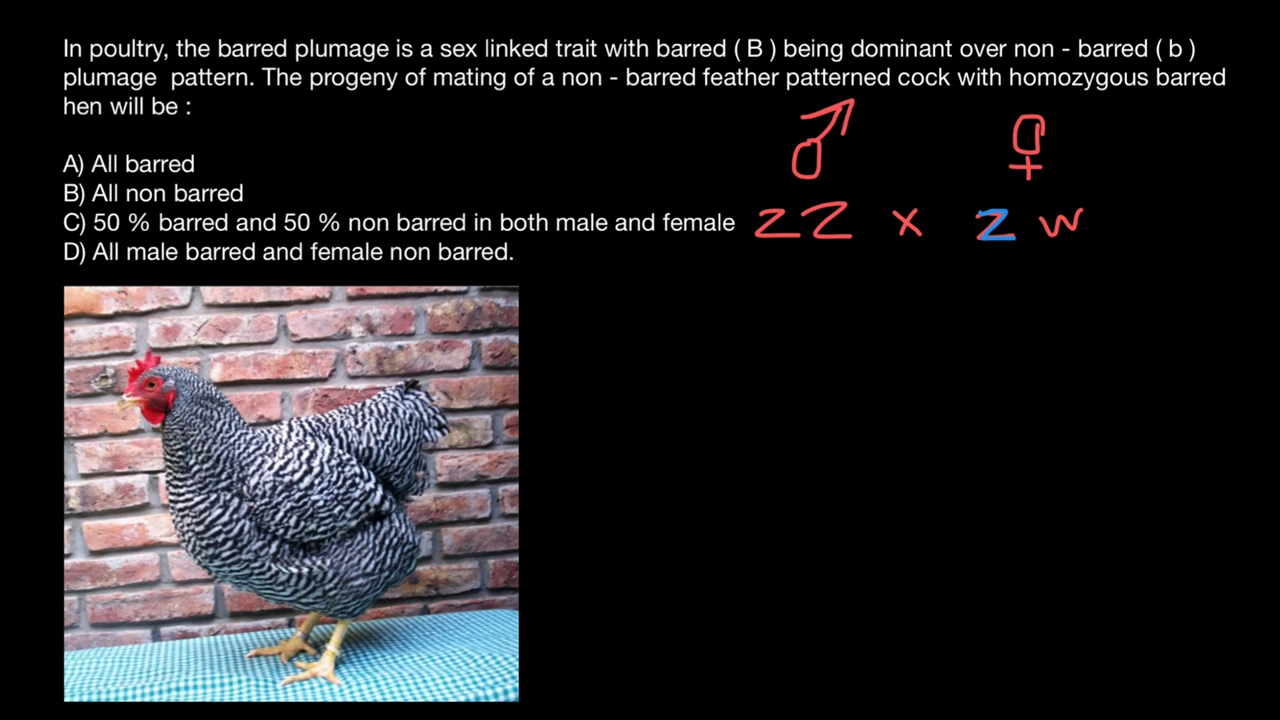 In poultry, the barred plumage is a sex linked trait with barred ( B ) being dominant over non - barred ( b )
plumage pattern. The progeny of mating of a non - barred feather patterned cock with homozygous barred
hen will be :
♂ ♀
A) All barred
B) All non barred
C) 50 % barred and 50 % non barred in both male and female ZZ x Z W
D) All male barred and female non barred.